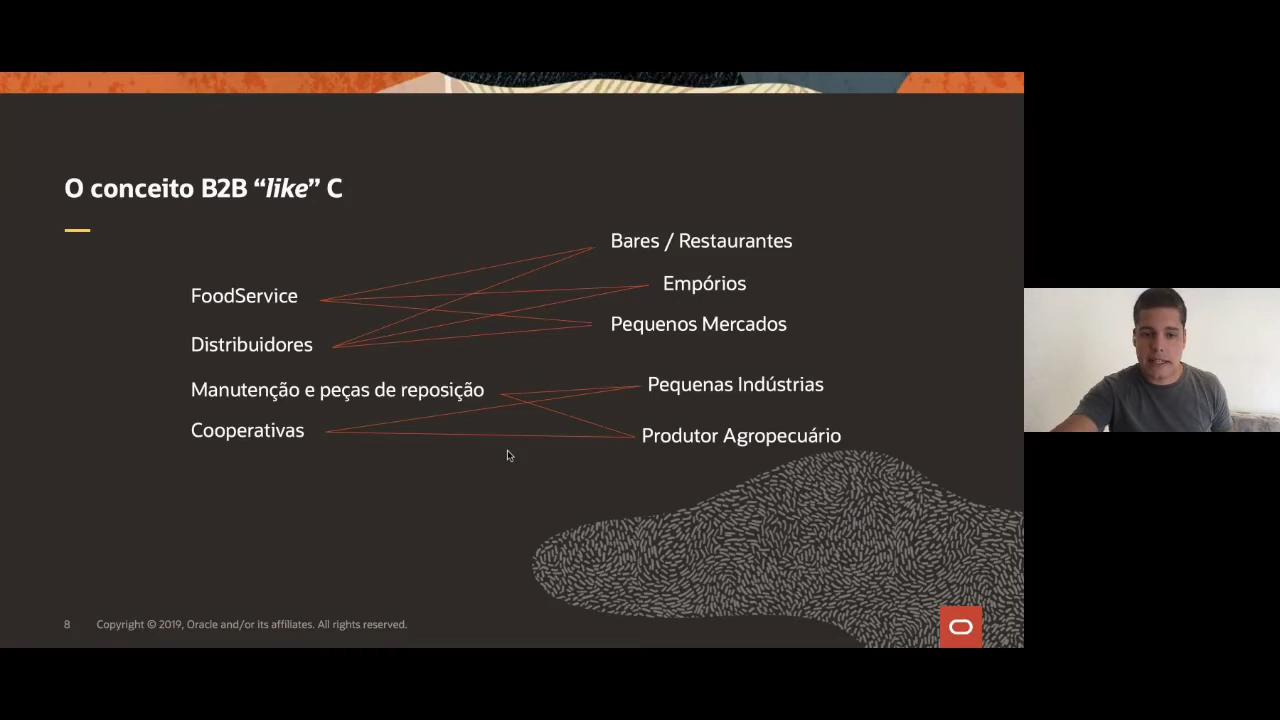 O conceito B2B “like” C
FoodService
Distribuidores
Manutenção e peças de reposição
Cooperativas
Bares / Restaurantes
Empórios
Pequenos Mercados
Pequenas Indústrias
Produtor Agropecuário
8 Copyright © 2019, Oracle and/or its affiliates. All rights reserved.